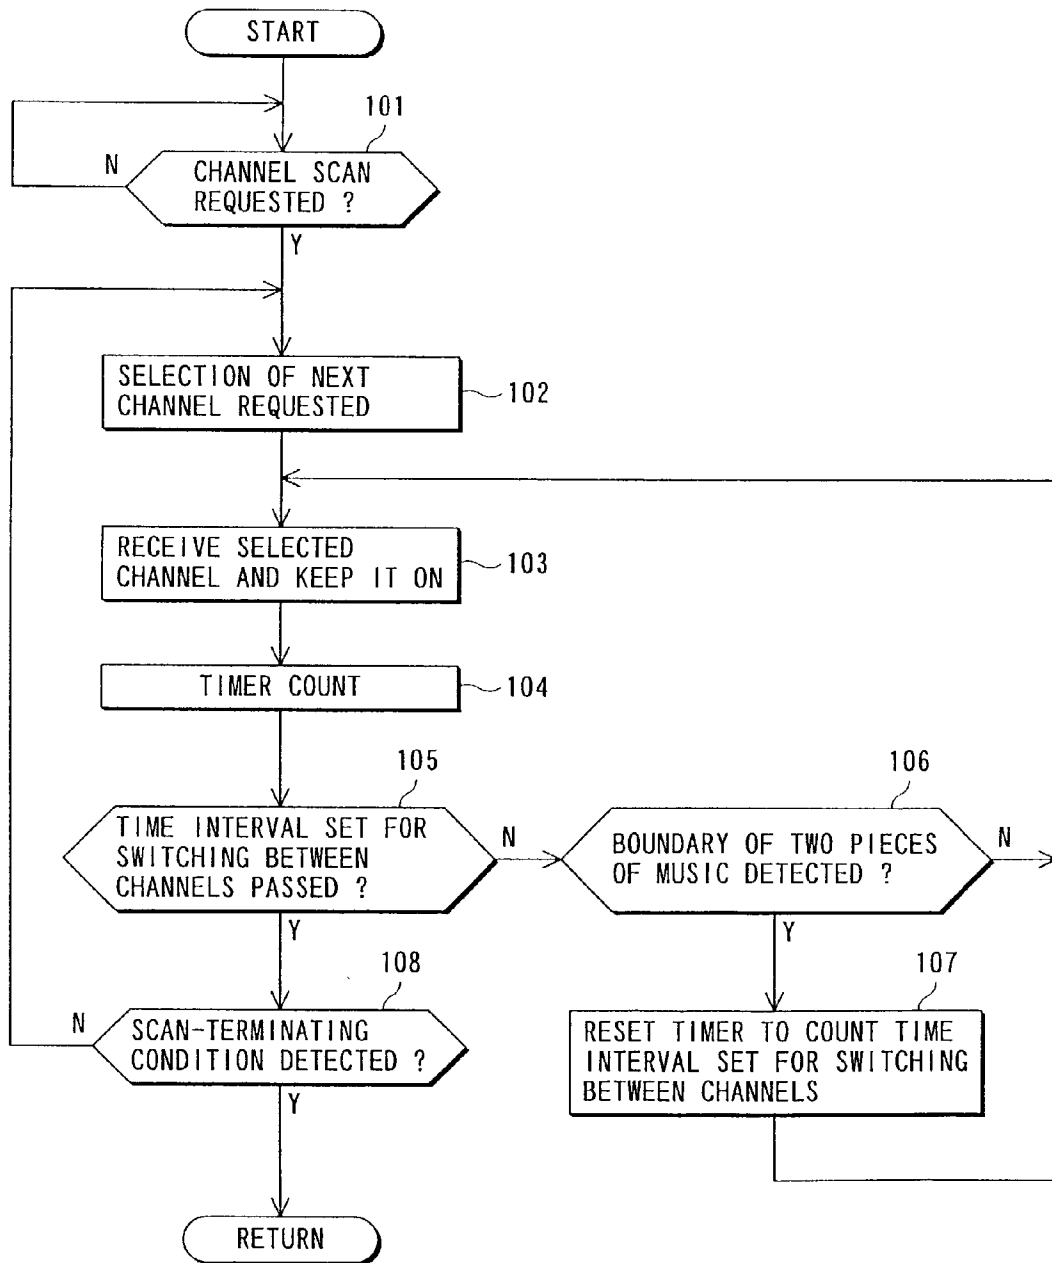 START
101
N
CHANNEL SCAN
REQUESTED ?
Y
SELECTION OF NEXT
CHANNEL REQUESTED
102
RECEIVE SELECTED
CHANNEL AND KEEP IT ON
103
TIMER COUNT
104
105
TIME INTERVAL SET FOR
SWITCHING BETWEEN
CHANNELS PASSED ?
N
Y
106
BOUNDARY OF TWO PIECES
OF MUSIC DETECTED ?
N
Y
107
RESET TIMER TO COUNT TIME
INTERVAL SET FOR SWITCHING
BETWEEN CHANNELS
108
N
SCAN-TERMINATING
CONDITION DETECTED ?
Y
RETURN